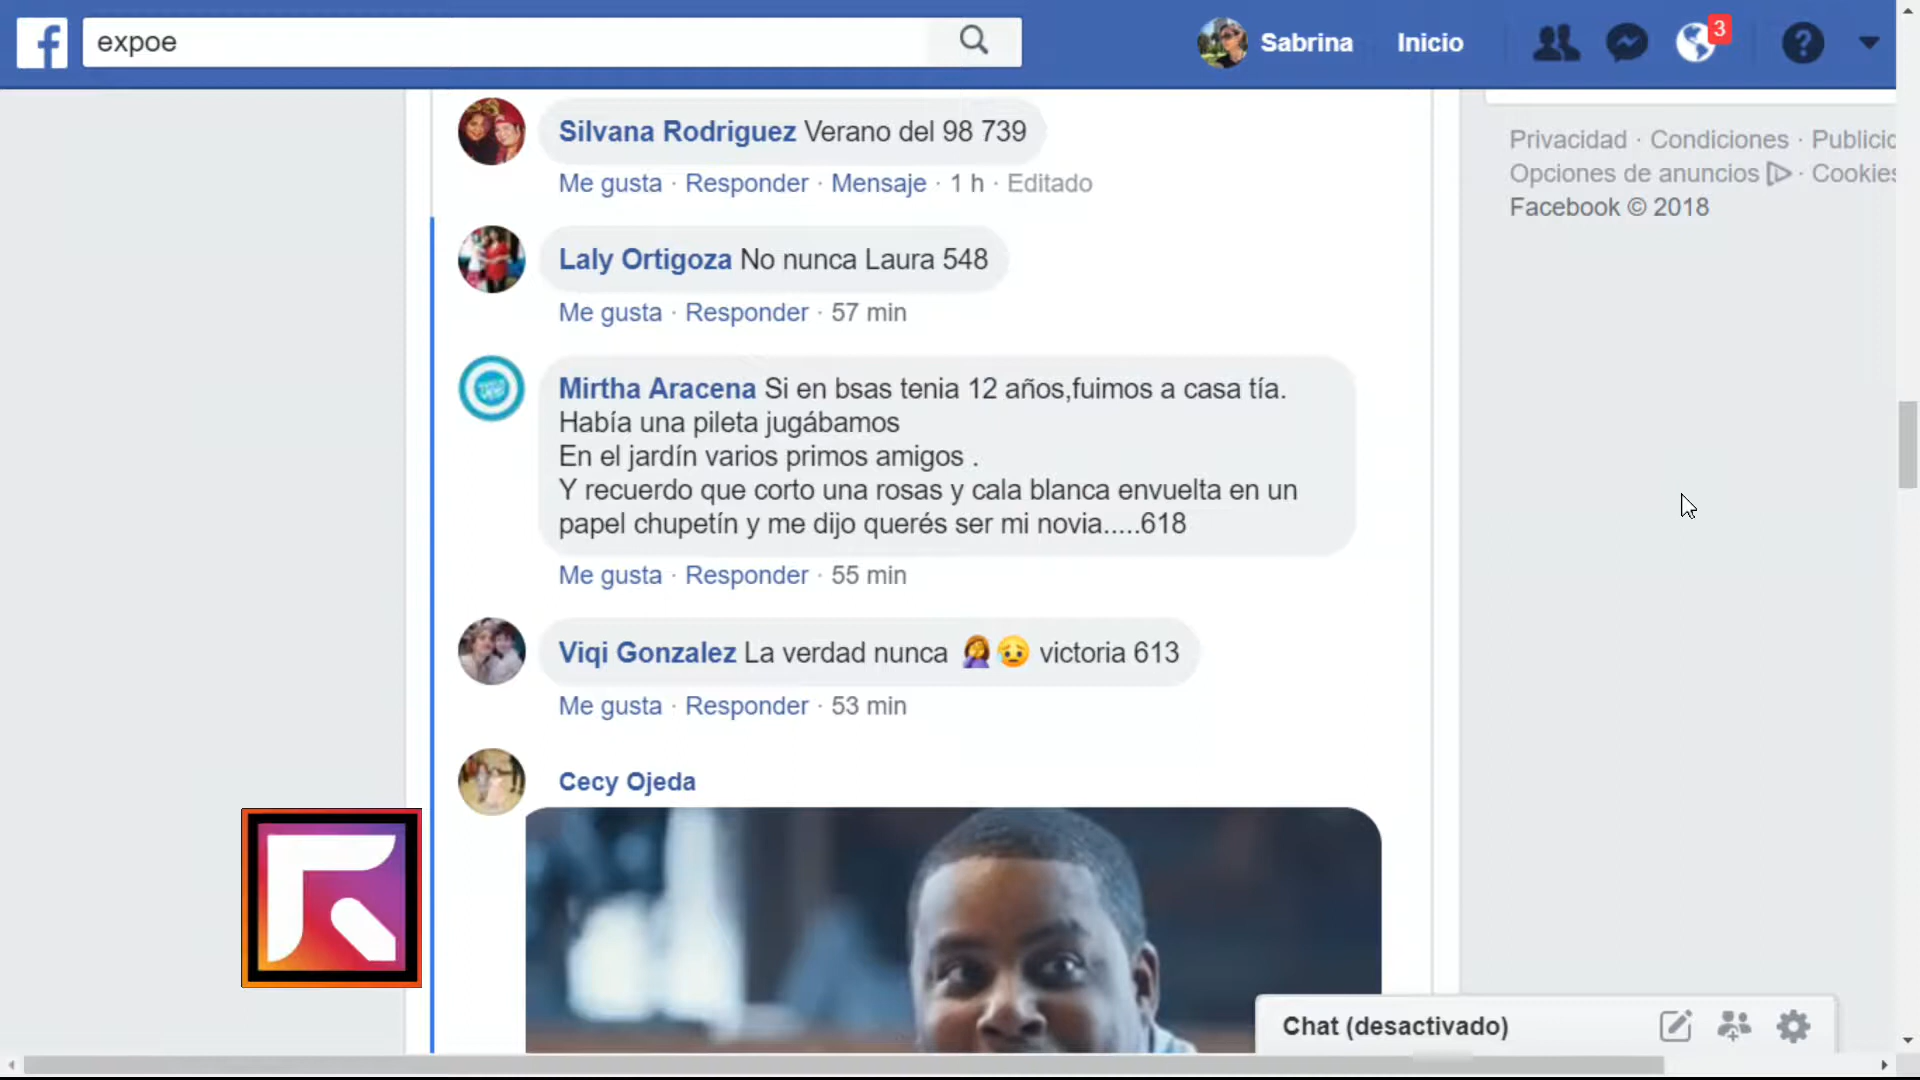 expoe
Sabrina Inicio 3
Silvana Rodriguez Verano del 98 739
Me gusta · Responder · Mensaje · 1 h · Editado
Laly Ortigoza No nunca Laura 548
Me gusta · Responder · 57 min
Mirtha Aracena Si en bsas tenia 12 años,fuimos a casa tía.
Había una pileta jugábamos
En el jardín varios primos amigos .
Y recuerdo que corto una rosas y cala blanca envuelta en un
papel chupetín y me dijo querés ser mi novia.....618
Me gusta · Responder · 55 min
Viqi Gonzalez La verdad nunca 🤦‍♀️😥 victoria 613
Me gusta · Responder · 53 min
Cecy Ojeda
Privacidad · Condiciones · Publicid
Opciones de anuncios · Cookies
Facebook © 2018
Chat (desactivado)